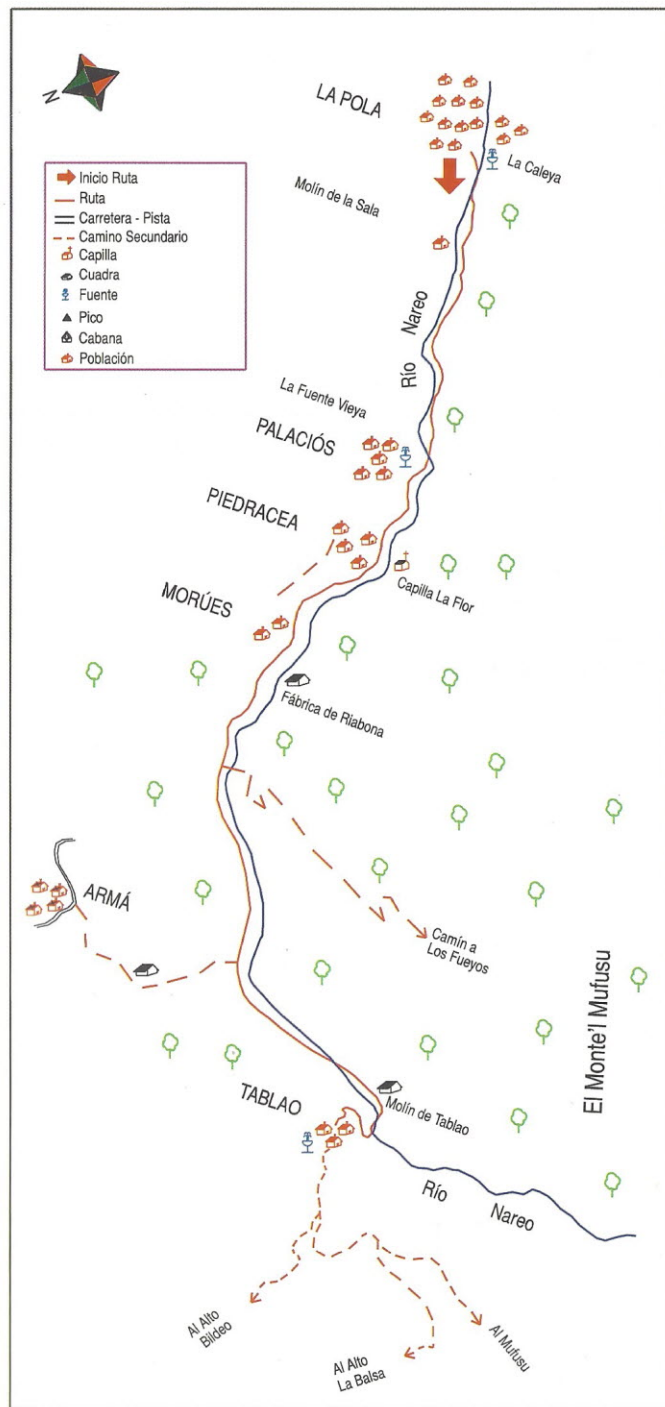 N
LA POLA
La Caleya
Inicio Ruta
Ruta
Carretera - Pista
Camino Secundario
Capilla
Cuadra
Fuente
Pico
Cabana
Población
Molín de la Sala
Río Nareo
La Fuente Vieya
PALACIÓS
PIEDRACEA
Capilla La Flor
MORÚES
Fábrica de Riabona
ARMÁ
Camín a
Los Fueyos
El Monte'l Mufusu
TABLAO
Molín de Tablao
Río Nareo
Al Alto
Bildeo
Al Alto
La Balsa
Al Mufusu